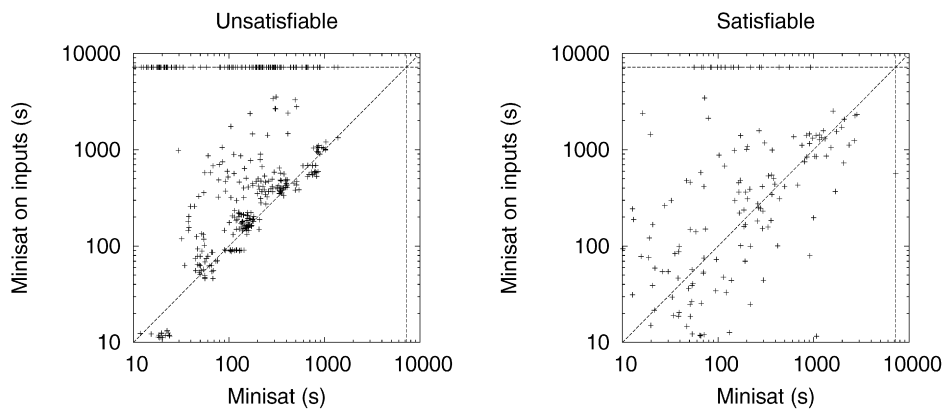 Unsatisfiable
10000
1000
100
10
10 100 1000 10000
Minisat on inputs (s)
Minisat (s)
Satisfiable
10000
1000
100
10
10 100 1000 10000
Minisat on inputs (s)
Minisat (s)